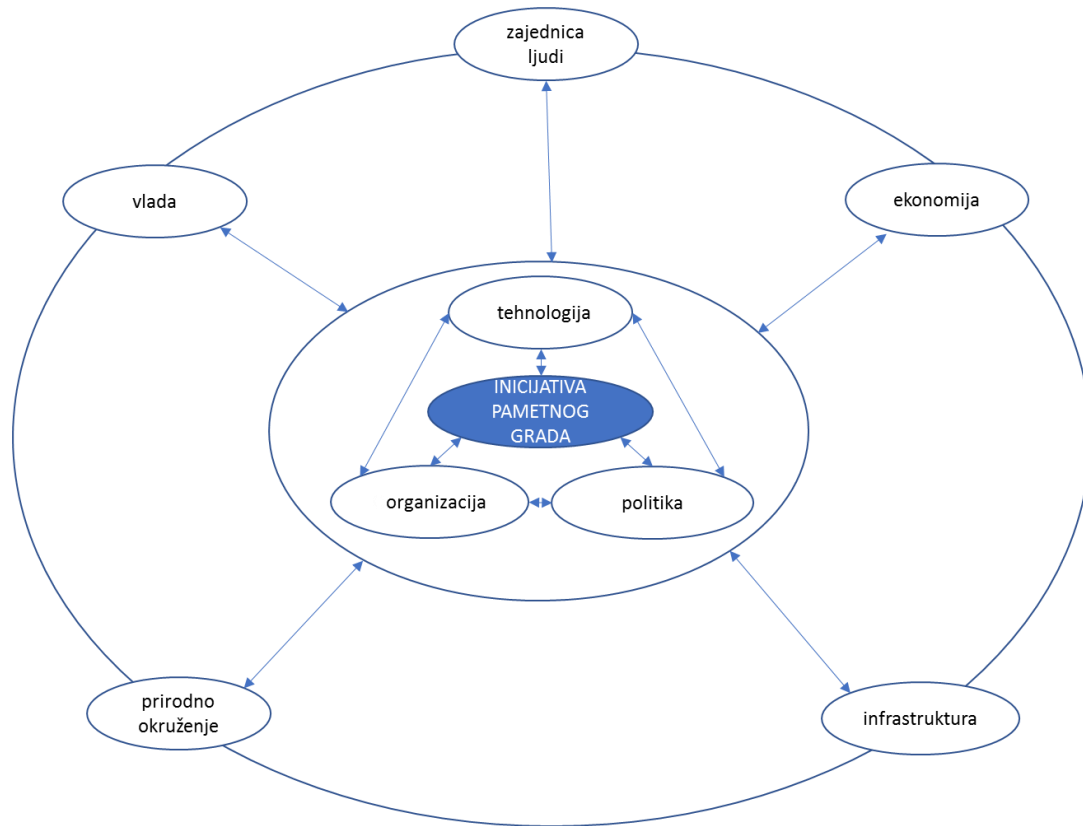 zajednica
ljudi
vlada
ekonomija
tehnologija
INICIJATIVA
PAMETNOG
GRADA
organizacija
politika
prirodno
okruženje
infrastruktura